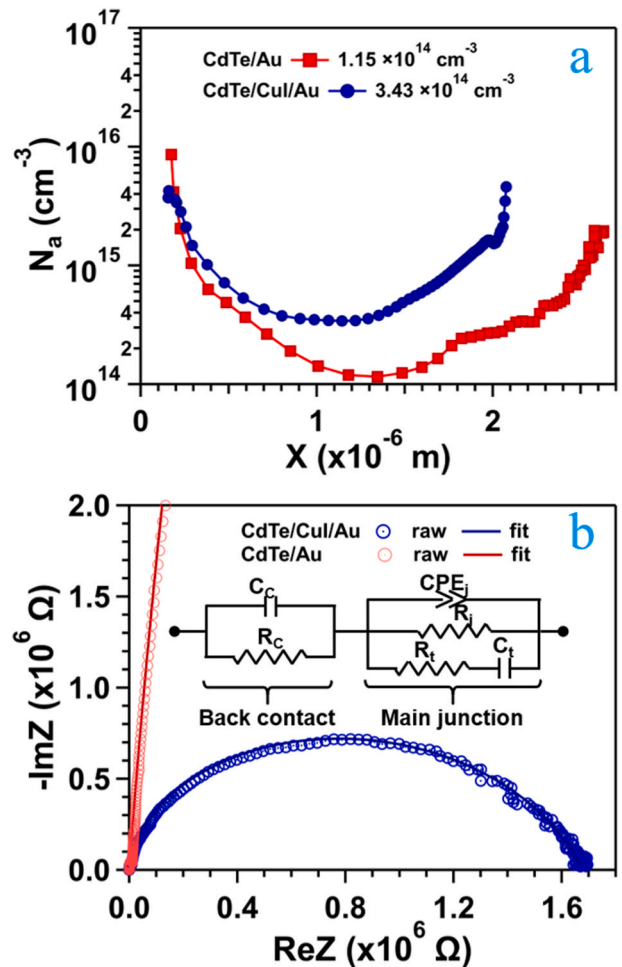 a
CdTe/Au 1.15 ×10^14 cm^-3
CdTe/CuI/Au 3.43 ×10^14 cm^-3
10^17
4
2
10^16
4
2
10^15
4
2
10^14
N_a (cm^-3)
0 1 2
X (x10^-6 m)
b
CdTe/CuI/Au raw fit
CdTe/Au raw fit
2.0
1.5
1.0
0.5
0.0
-ImZ (x10^6 Ω)
C_C
R_C
Back contact
CPE_j
R_j
R_t C_t
Main junction
0.0 0.4 0.8 1.2 1.6
ReZ (x10^6 Ω)